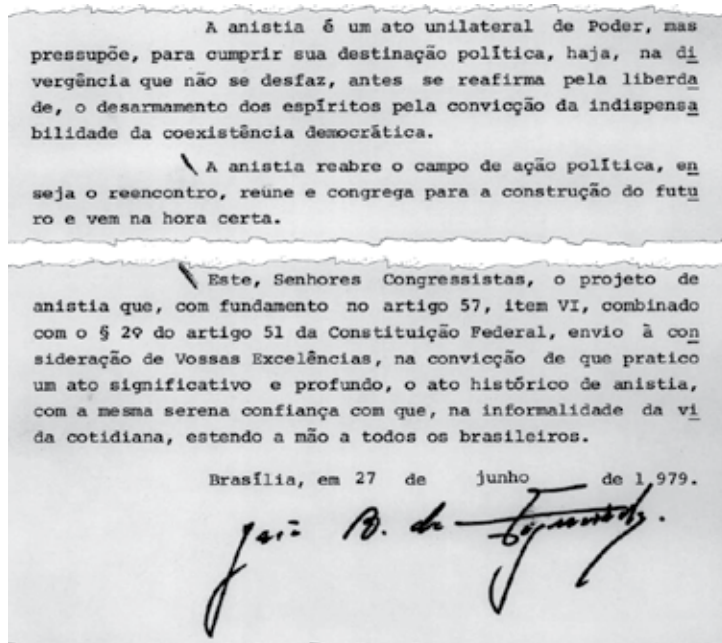 A anistia é um ato unilateral de Poder, mas
pressupõe, para cumprir sua destinação política, haja, na di
vergência que não se desfaz, antes se reafirma pela liberda
de, o desarmamento dos espíritos pela convicção da indispensa
bilidade da coexistência democrática.
A anistia reabre o campo de ação política, en
seja o reencontro, reúne e congrega para a construção do futu
ro e vem na hora certa.
Este, Senhores Congressistas, o projeto de
anistia que, com fundamento no artigo 57, item VI, combinado
com o § 2º do artigo 51 da Constituição Federal, envio à con
sideração de Vossas Excelências, na convicção de que pratico
um ato significativo e profundo, o ato histórico de anistia,
com a mesma serena confiança com que, na informalidade da vi
da cotidiana, estendo a mão a todos os brasileiros.
Brasília, em 27 de junho de 1 979.
João B. de Figueiredo.